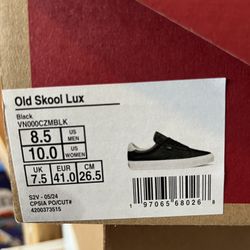 Old Skool Lux
Black
VN000CZMBLK
8.5 US MEN
10.0 US WOMEN
UK EUR CM
7.5 41.0 26.5
S2V - 05/24
CPSIA PO/CUT#
4200373515
1 97065 68026 8